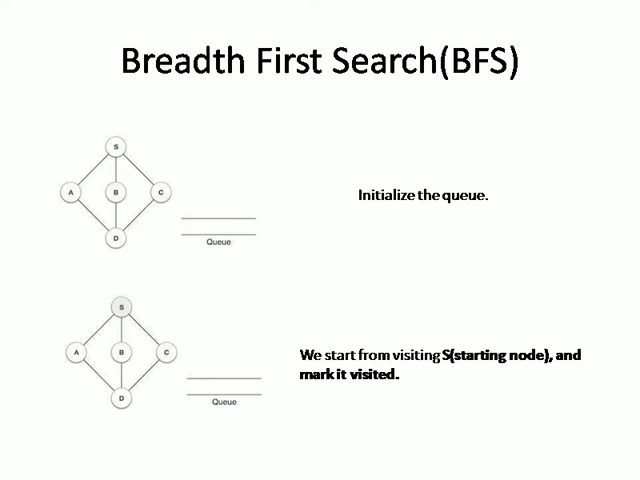 Breadth First Search(BFS)
S
A B C
D
Queue
Initialize the queue.
S
A B C
D
Queue
We start from visiting S(starting node), and
mark it visited.